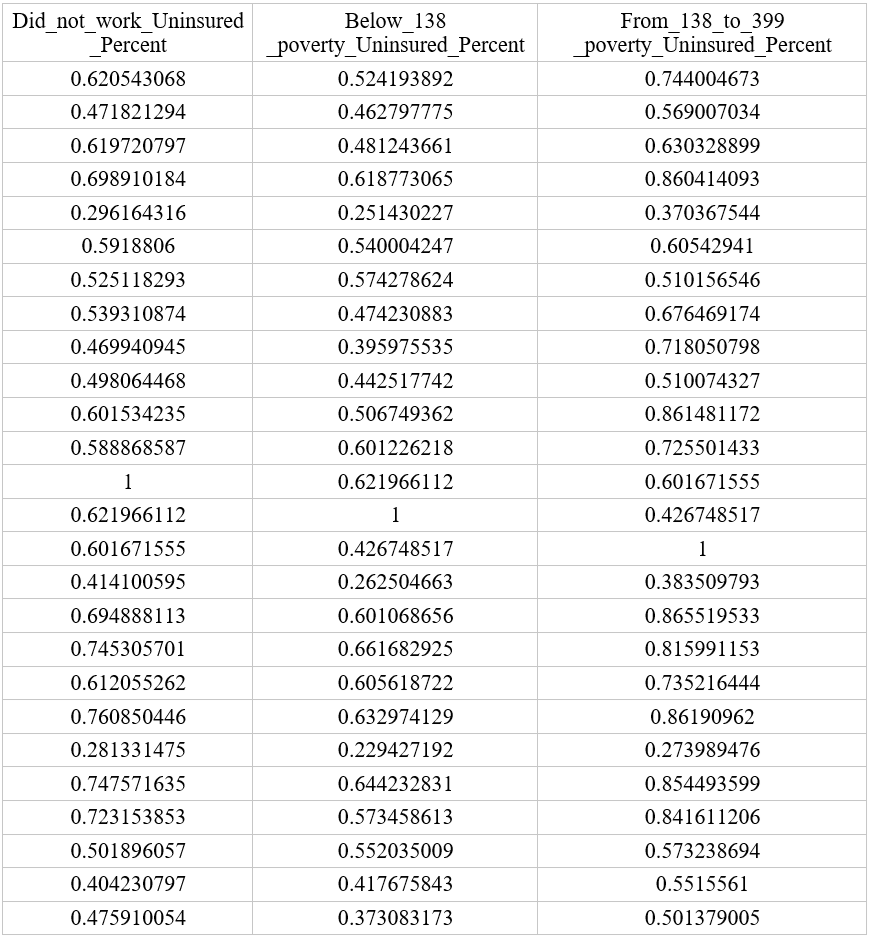 Did_not_work_Uninsured Below_138 From_138_to_399
_Percent _poverty_Uninsured_Percent _poverty_Uninsured_Percent
0.620543068 0.524193892 0.744004673
0.471821294 0.462797775 0.569007034
0.619720797 0.481243661 0.630328899
0.698910184 0.618773065 0.860414093
0.296164316 0.251430227 0.370367544
0.5918806 0.540004247 0.60542941
0.525118293 0.574278624 0.510156546
0.539310874 0.474230883 0.676469174
0.469940945 0.395975535 0.718050798
0.498064468 0.442517742 0.510074327
0.601534235 0.506749362 0.861481172
0.588868587 0.601226218 0.725501433
1 0.621966112 0.601671555
0.621966112 1 0.426748517
0.601671555 0.426748517 1
0.414100595 0.262504663 0.383509793
0.694888113 0.601068656 0.865519533
0.745305701 0.661682925 0.815991153
0.612055262 0.605618722 0.735216444
0.760850446 0.632974129 0.86190962
0.281331475 0.229427192 0.273989476
0.747571635 0.644232831 0.854493599
0.723153853 0.573458613 0.841611206
0.501896057 0.552035009 0.573238694
0.404230797 0.417675843 0.5515561
0.475910054 0.373083173 0.501379005